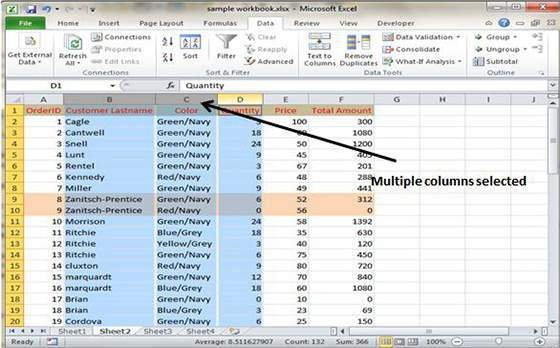 sample workbook.xlsx - Microsoft Excel
File Home Insert Page Layout Formulas Data Review View Developer
Get External Data Refresh All Connections Properties Edit Links Connections
Sort Filter Clear Reapply Advanced Sort & Filter
Text to Columns Remove Duplicates Data Validation Consolidate What-If Analysis Data Tools
Group Ungroup Subtotal Outline
D1 fx Quantity
A B C D E F G H I J
1 OrderID Customer Lastname Color Quantity Price Total Amount
2 1 Cagle Green/Navy 100 300
3 2 Cantwell Green/Navy 18 1080
4 3 Snell Green/Navy 24 50 1200
5 4 Lunt Green/Navy 9 45 405
6 5 Rentel Green/Navy 3 67 201
7 6 Kennedy Red/Navy 6 48 288
8 7 Miller Green/Navy 9 49 441
Multiple columns selected
9 8 Zanitsch-Prentice Green/Navy 6 52 312
10 9 Zanitsch-Prentice Red/Navy 0 56 0
11 10 Morrison Green/Navy 24 58 1392
12 11 Ritchie Blue/Grey 18 35 630
13 12 Ritchie Yellow/Grey 3 40 120
14 13 Ritchie Green/Navy 6 75 450
15 14 cluxton Red/Navy 9 80 720
16 15 marquardt Green/Navy 12 70 840
17 16 marquardt Blue/Grey 18 60 1080
18 17 Brian Green/Navy 0 10 0
19 18 Brian Blue/Grey 3 23 69
20 19 Cordova Green/Navy 6 25 150
Sheet1 Sheet2 Sheet3 Sheet4
Ready Average: 8.511627907 Count: 132 Sum: 366 100%